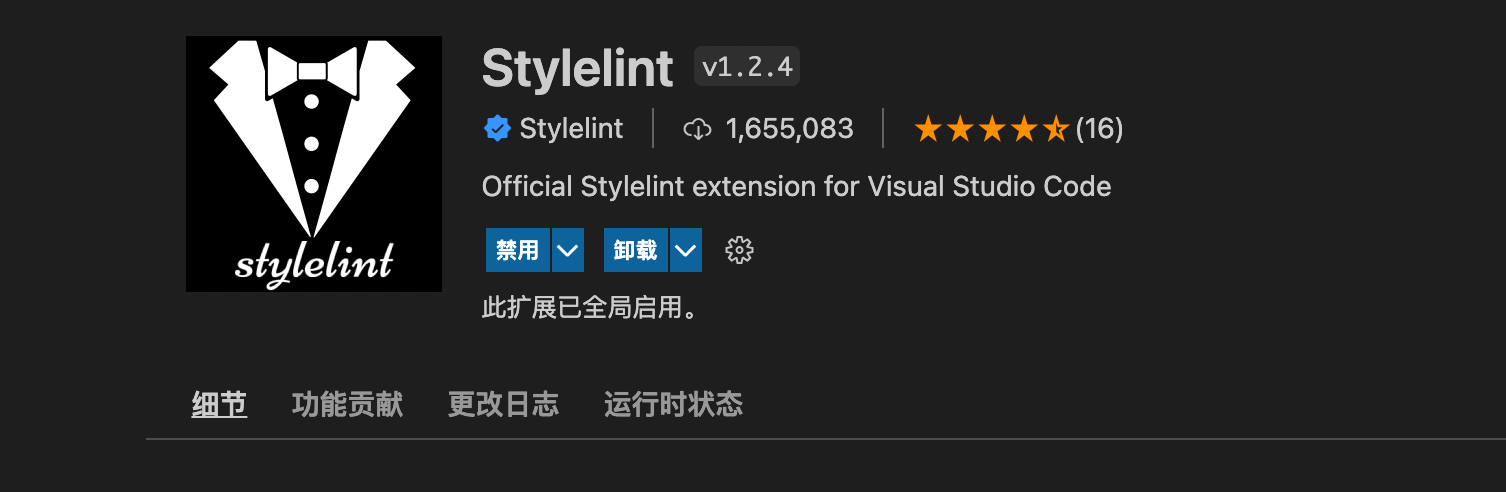 stylelint
Stylelint v1.2.4
Stylelint 1,655,083 (16)
Official Stylelint extension for Visual Studio Code
禁用 卸载
此扩展已全局启用。
细节 功能贡献 更改日志 运行时状态